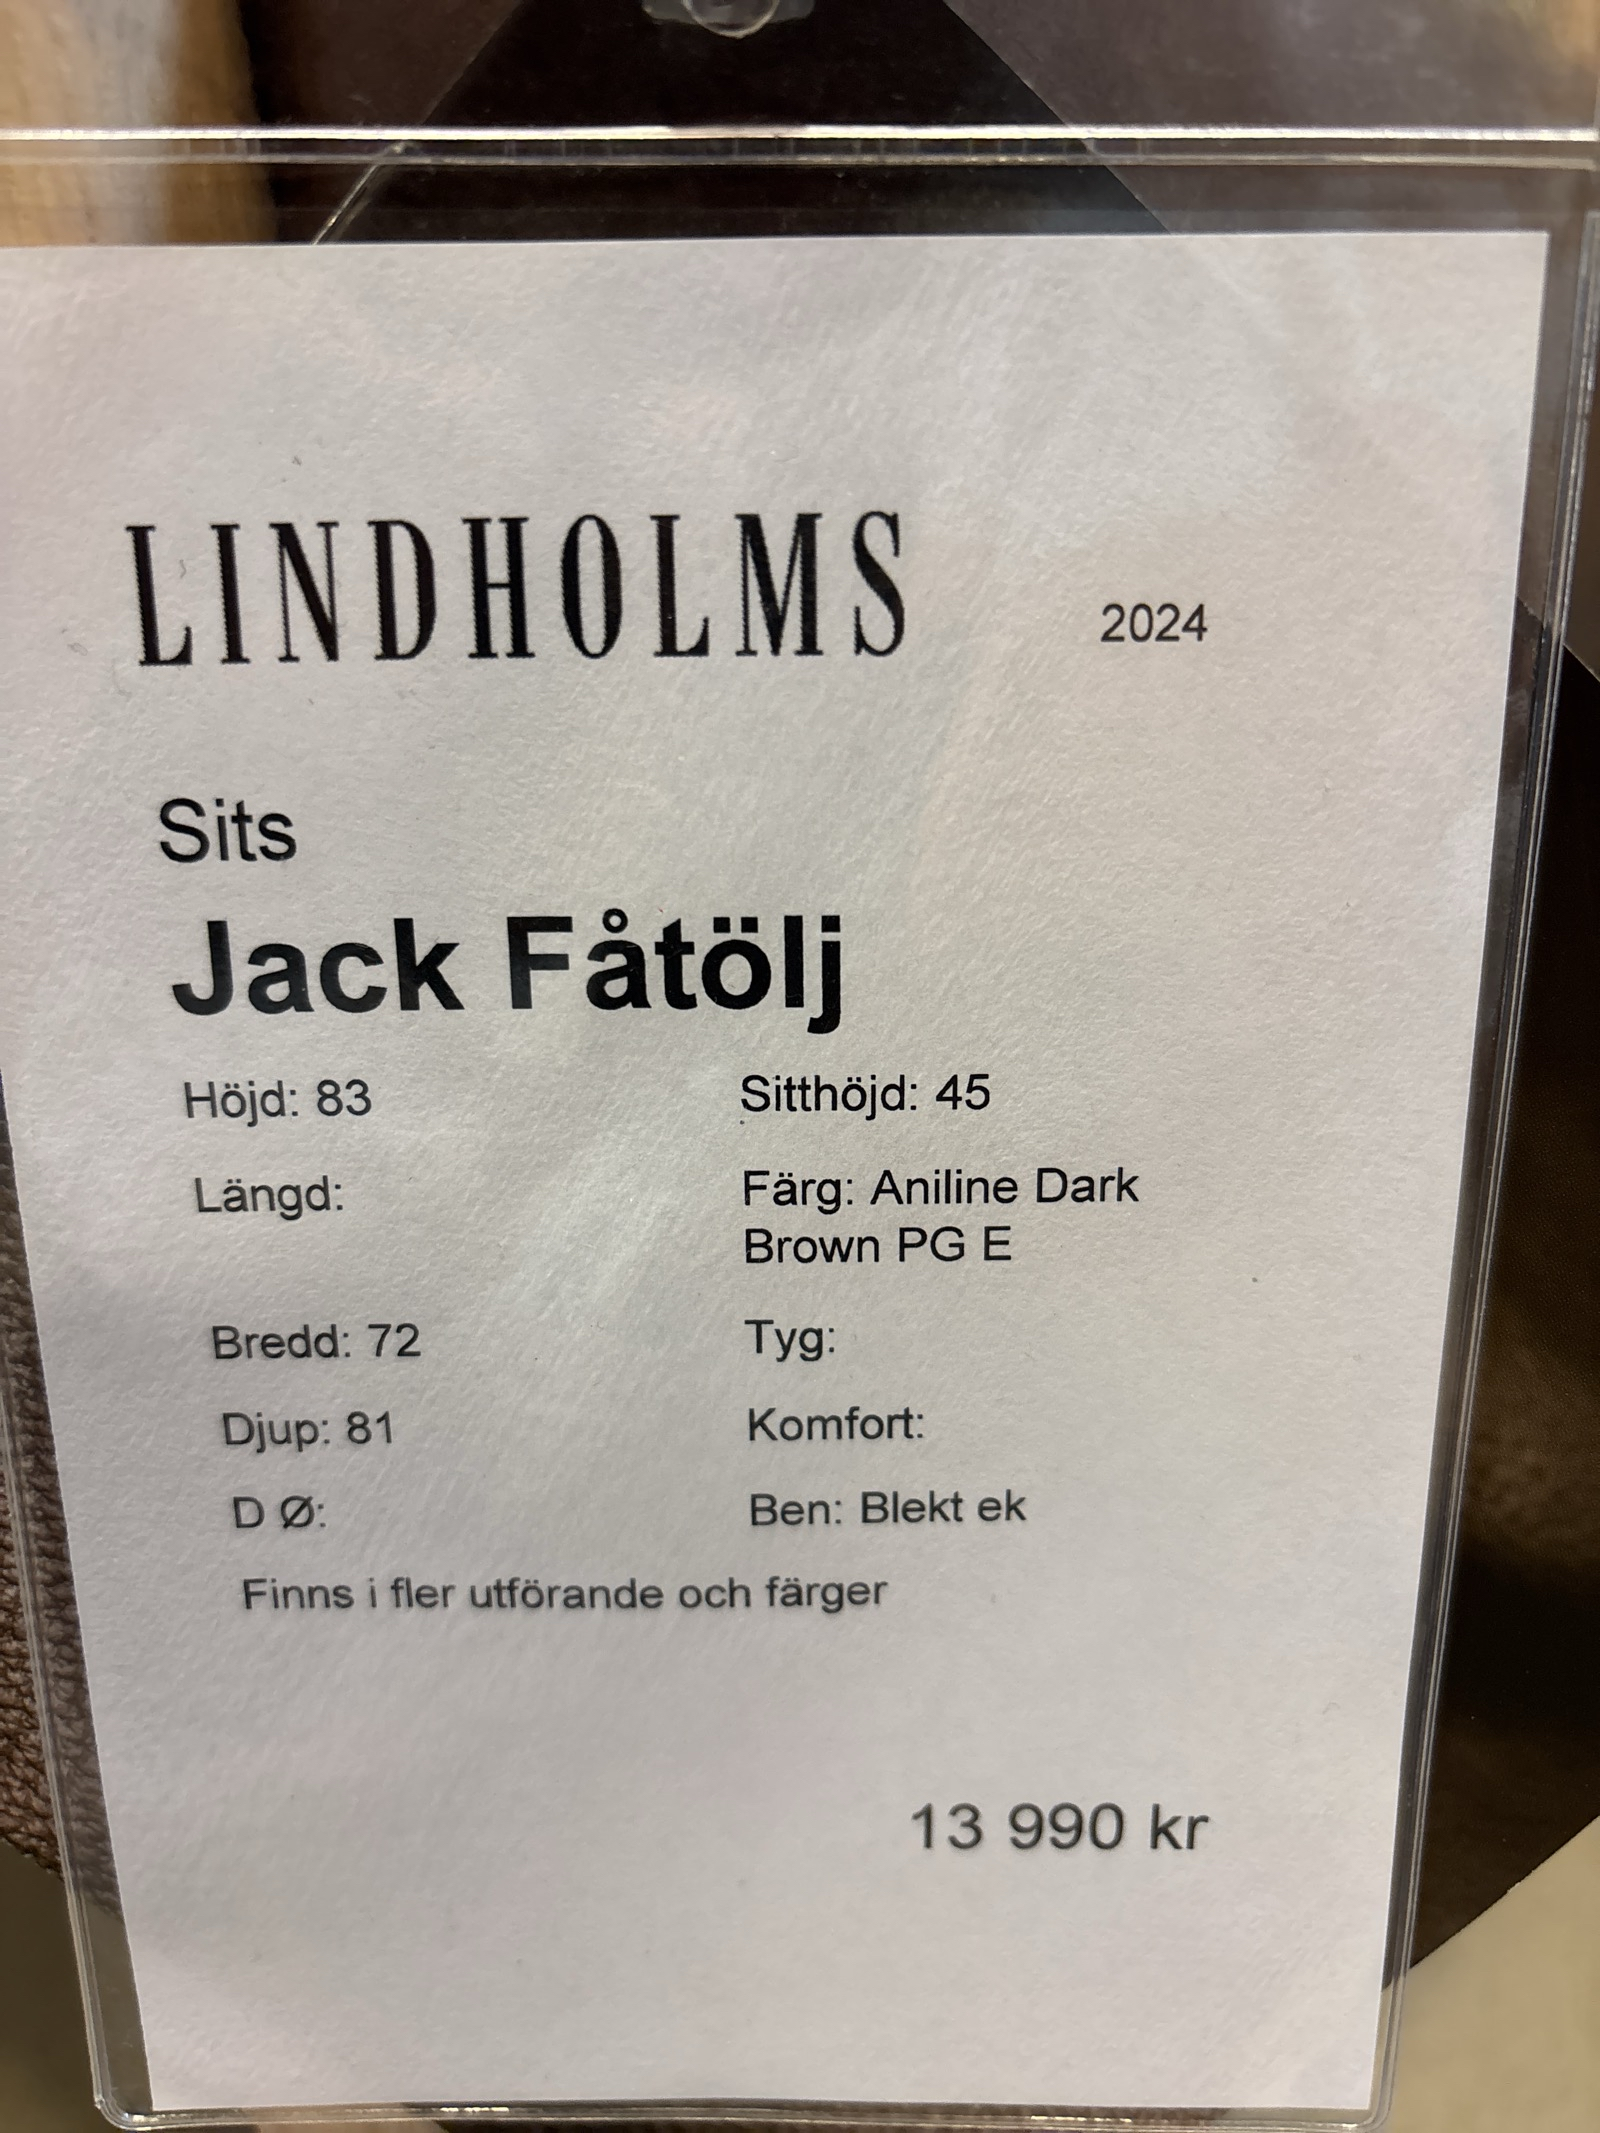 LINDHOLMS 2024
Sits
Jack Fåtölj
Höjd: 83 Sitthöjd: 45
Längd: Färg: Aniline Dark
Brown PG E
Bredd: 72 Tyg:
Djup: 81 Komfort:
D Ø: Ben: Blekt ek
Finns i fler utförande och färger
13 990 kr